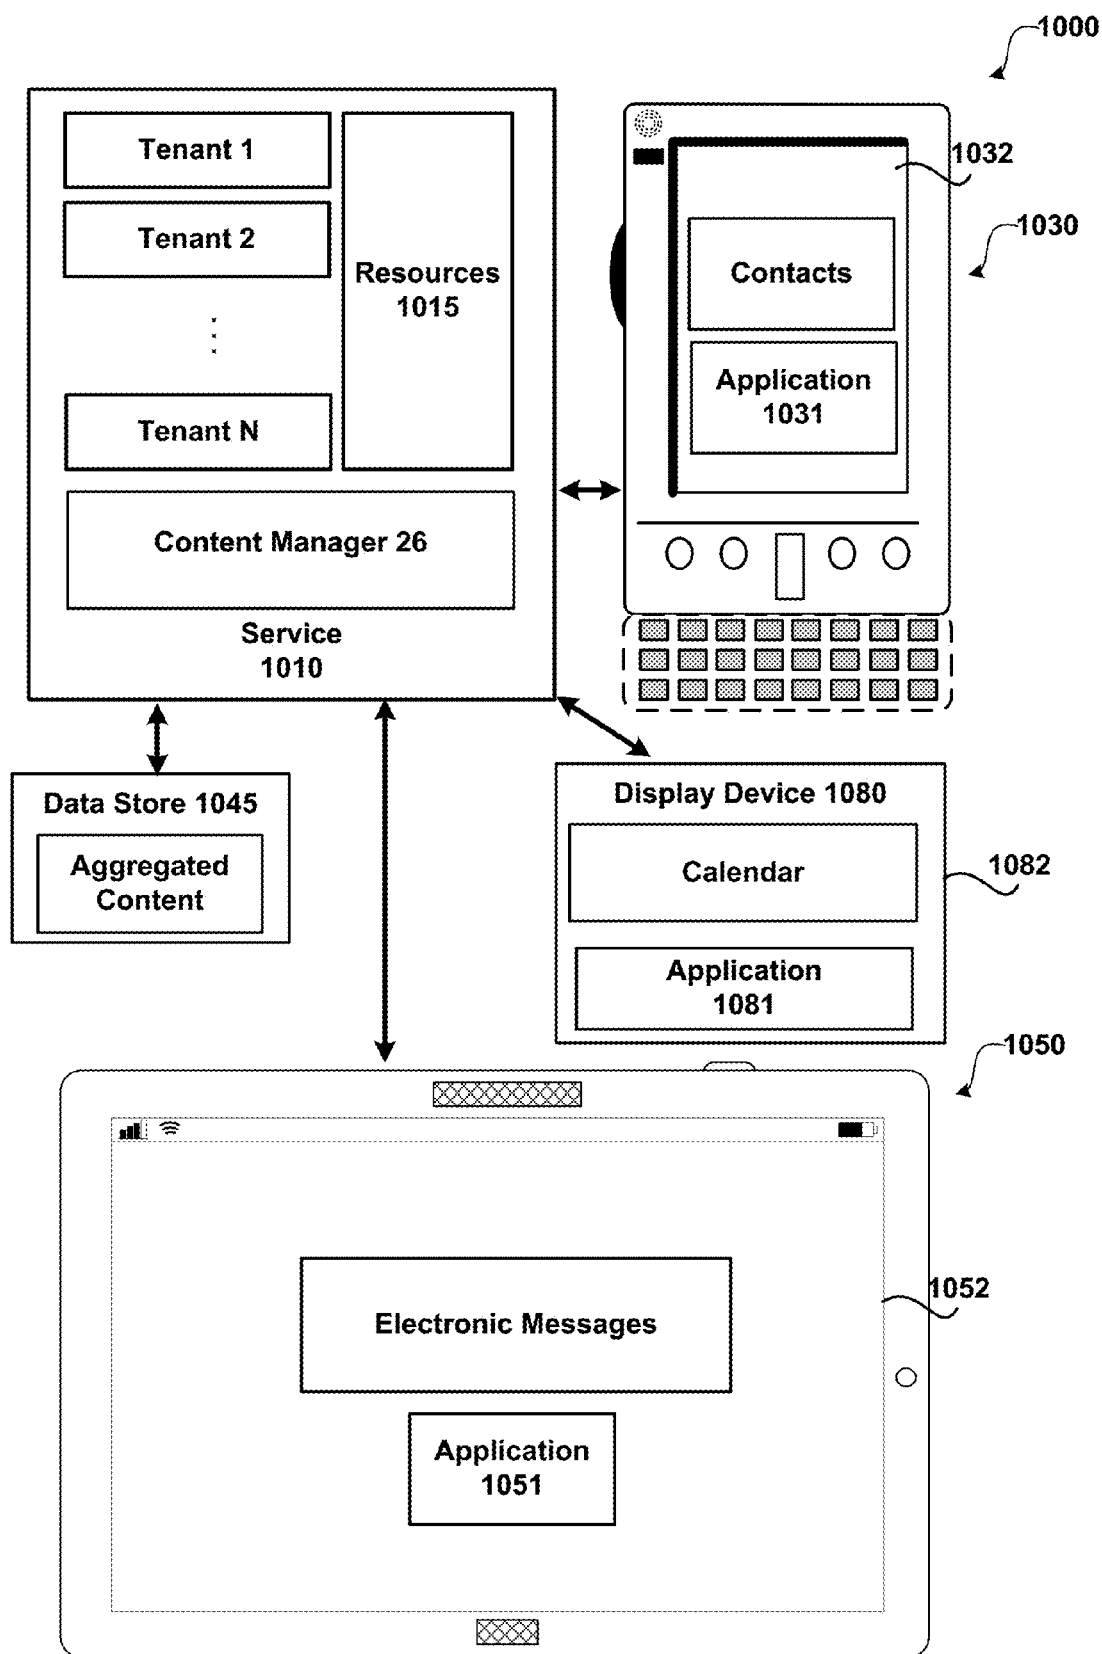 1000
Tenant 1
Tenant 2
Tenant N
Resources
1015
Content Manager 26
Service
1010
1032
1030
Contacts
Application
1031
Data Store 1045
Aggregated
Content
Display Device 1080
Calendar
1082
Application
1081
1050
1052
Electronic Messages
Application
1051